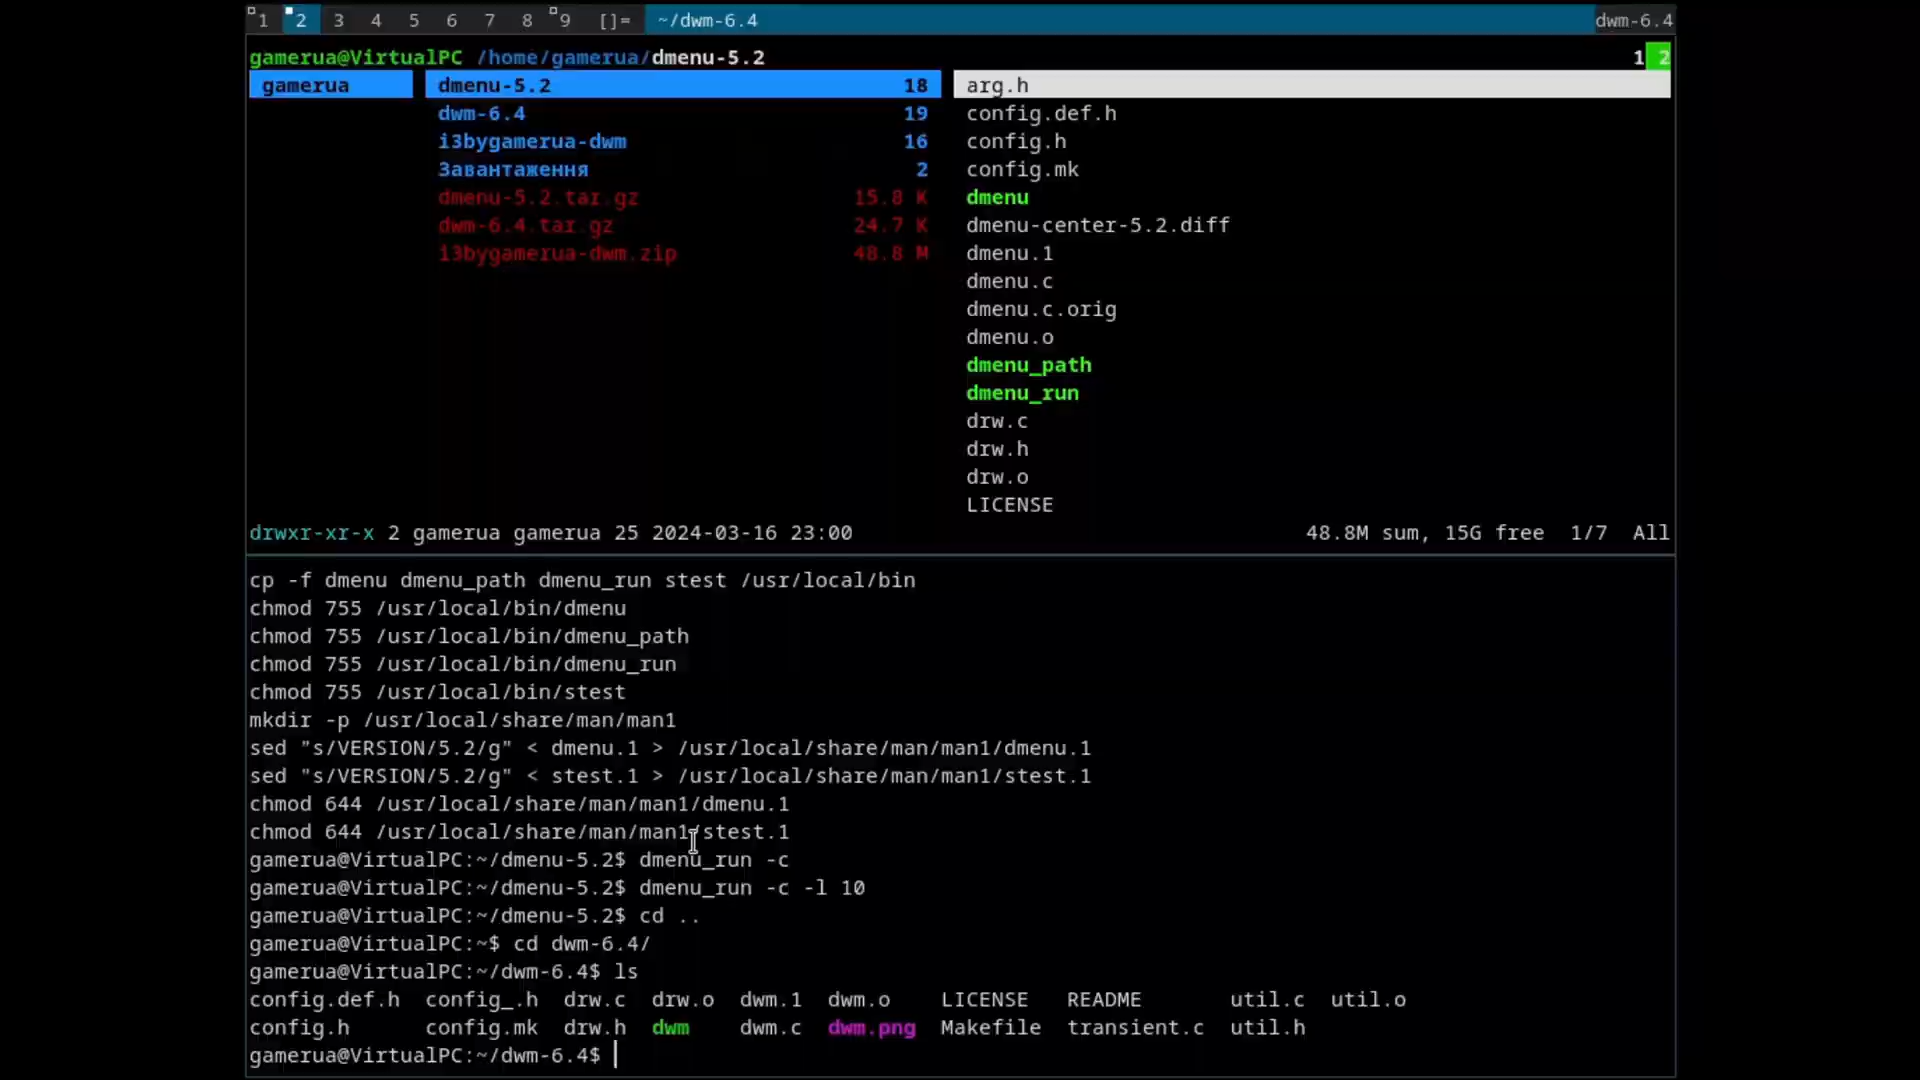 1 2 3 4 5 6 7 8 9 []= ~/dwm-6.4 dwm-6.4
gamerua@VirtualPC /home/gamerua/dmenu-5.2 1 2
gamerua dmenu-5.2 18 arg.h
dwm-6.4 19 config.def.h
i3bygamerua-dwm 16 config.h
Завантаження 2 config.mk
dmenu-5.2.tar.gz 15.8 K dmenu
dwm-6.4.tar.gz 24.7 K dmenu-center-5.2.diff
i3bygamerua-dwm.zip 48.8 M dmenu.1
dmenu.c
dmenu.c.orig
dmenu.o
dmenu_path
dmenu_run
drw.c
drw.h
drw.o
LICENSE
drwxr-xr-x 2 gamerua gamerua 25 2024-03-16 23:00 48.8M sum, 15G free 1/7 All
cp -f dmenu dmenu_path dmenu_run stest /usr/local/bin
chmod 755 /usr/local/bin/dmenu
chmod 755 /usr/local/bin/dmenu_path
chmod 755 /usr/local/bin/dmenu_run
chmod 755 /usr/local/bin/stest
mkdir -p /usr/local/share/man/man1
sed "s/VERSION/5.2/g" < dmenu.1 > /usr/local/share/man/man1/dmenu.1
sed "s/VERSION/5.2/g" < stest.1 > /usr/local/share/man/man1/stest.1
chmod 644 /usr/local/share/man/man1/dmenu.1
chmod 644 /usr/local/share/man/man1/stest.1
gamerua@VirtualPC:~/dmenu-5.2$ dmenu_run -c
gamerua@VirtualPC:~/dmenu-5.2$ dmenu_run -c -l 10
gamerua@VirtualPC:~/dmenu-5.2$ cd ..
gamerua@VirtualPC:~$ cd dwm-6.4/
gamerua@VirtualPC:~/dwm-6.4$ ls
config.def.h config_.h drw.c drw.o dwm.1 dwm.o LICENSE README util.c util.o
config.h config.mk drw.h dwm dwm.c dwm.png Makefile transient.c util.h
gamerua@VirtualPC:~/dwm-6.4$